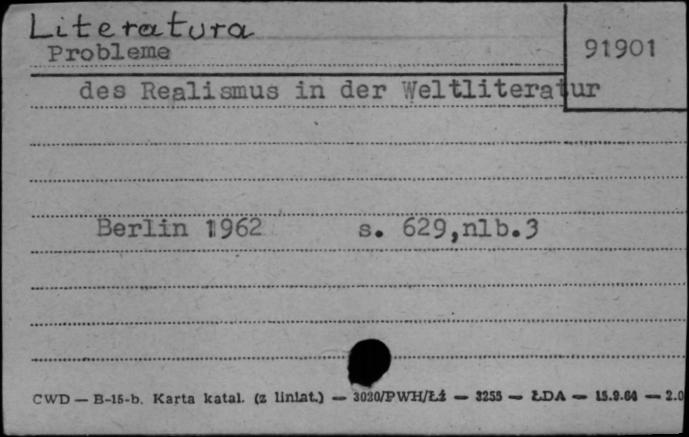 Literatura
Probleme
91901
des Realismus in der Weltliteratur
Berlin 1962 s. 629,nlb.3
CWD — B-15-b. Karta katal. (z liniat.) — 3020/PWH/Łż — 3255 — ŁDA — 15.9.64 — 2.0